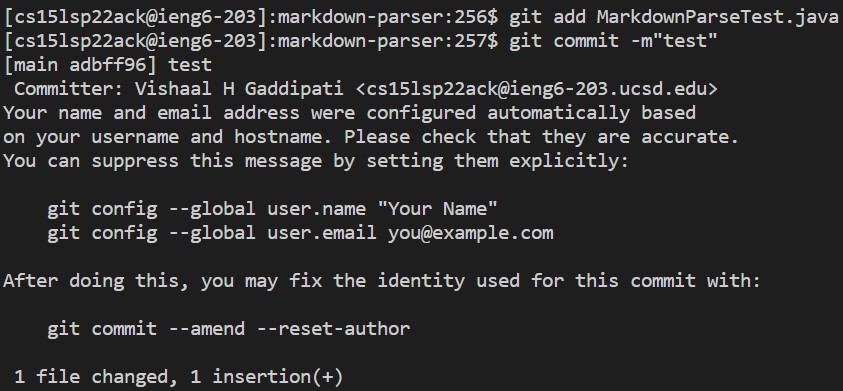 [cs15lsp22ack@ieng6-203]:markdown-parser:256$ git add MarkdownParseTest.java
[cs15lsp22ack@ieng6-203]:markdown-parser:257$ git commit -m"test"
[main adbff96] test
 Committer: Vishaal H Gaddipati <cs15lsp22ack@ieng6-203.ucsd.edu>
Your name and email address were configured automatically based
on your username and hostname. Please check that they are accurate.
You can suppress this message by setting them explicitly:

    git config --global user.name "Your Name"
    git config --global user.email you@example.com

After doing this, you may fix the identity used for this commit with:

    git commit --amend --reset-author

 1 file changed, 1 insertion(+)